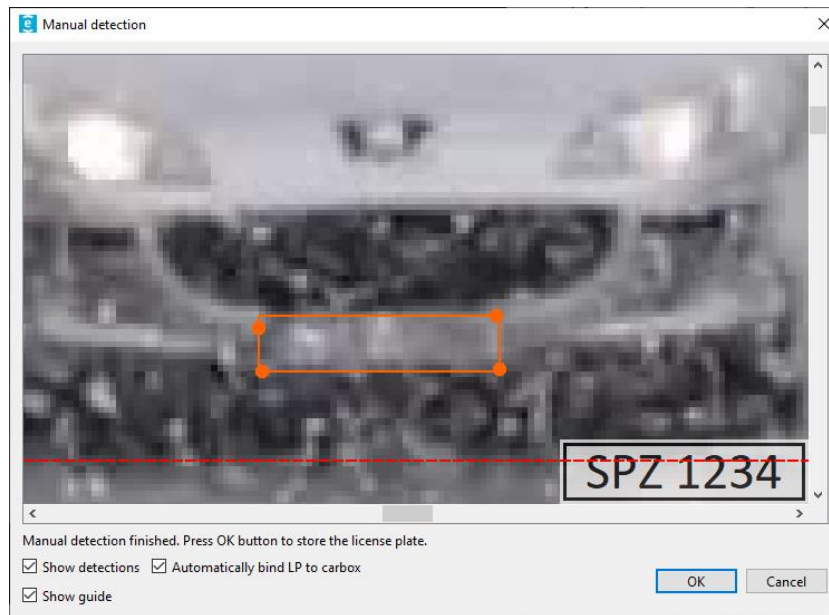 Manual detection
SPZ 1234
Manual detection finished. Press OK button to store the license plate.
Show detections Automatically bind LP to carbox
Show guide
OK Cancel